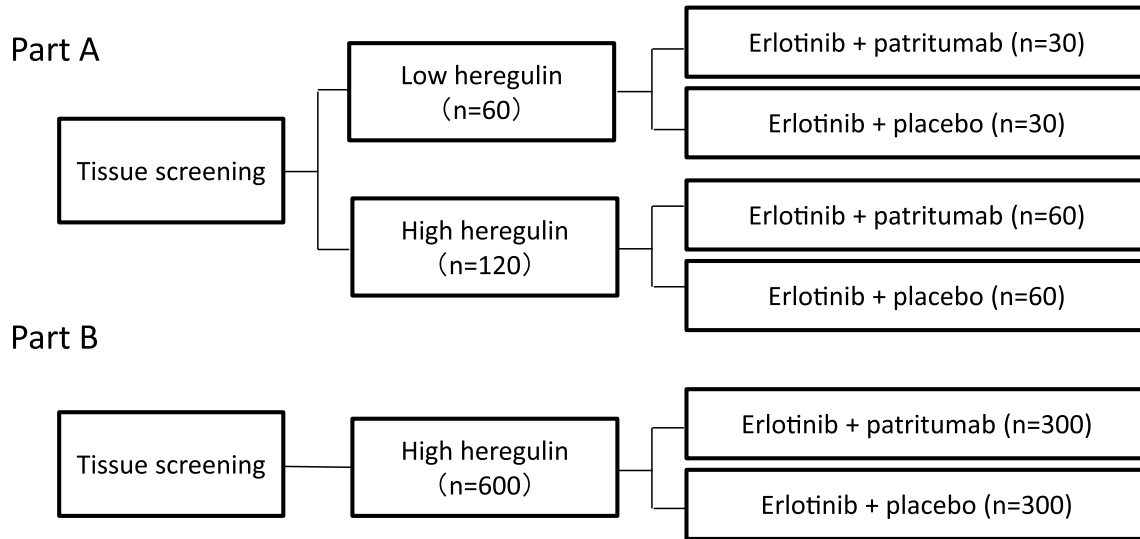 Part A
Tissue screening
Low heregulin
（n=60）
High heregulin
（n=120）
Erlotinib + patritumab (n=30)
Erlotinib + placebo (n=30)
Erlotinib + patritumab (n=60)
Erlotinib + placebo (n=60)
Part B
Tissue screening
High heregulin
（n=600）
Erlotinib + patritumab (n=300)
Erlotinib + placebo (n=300)